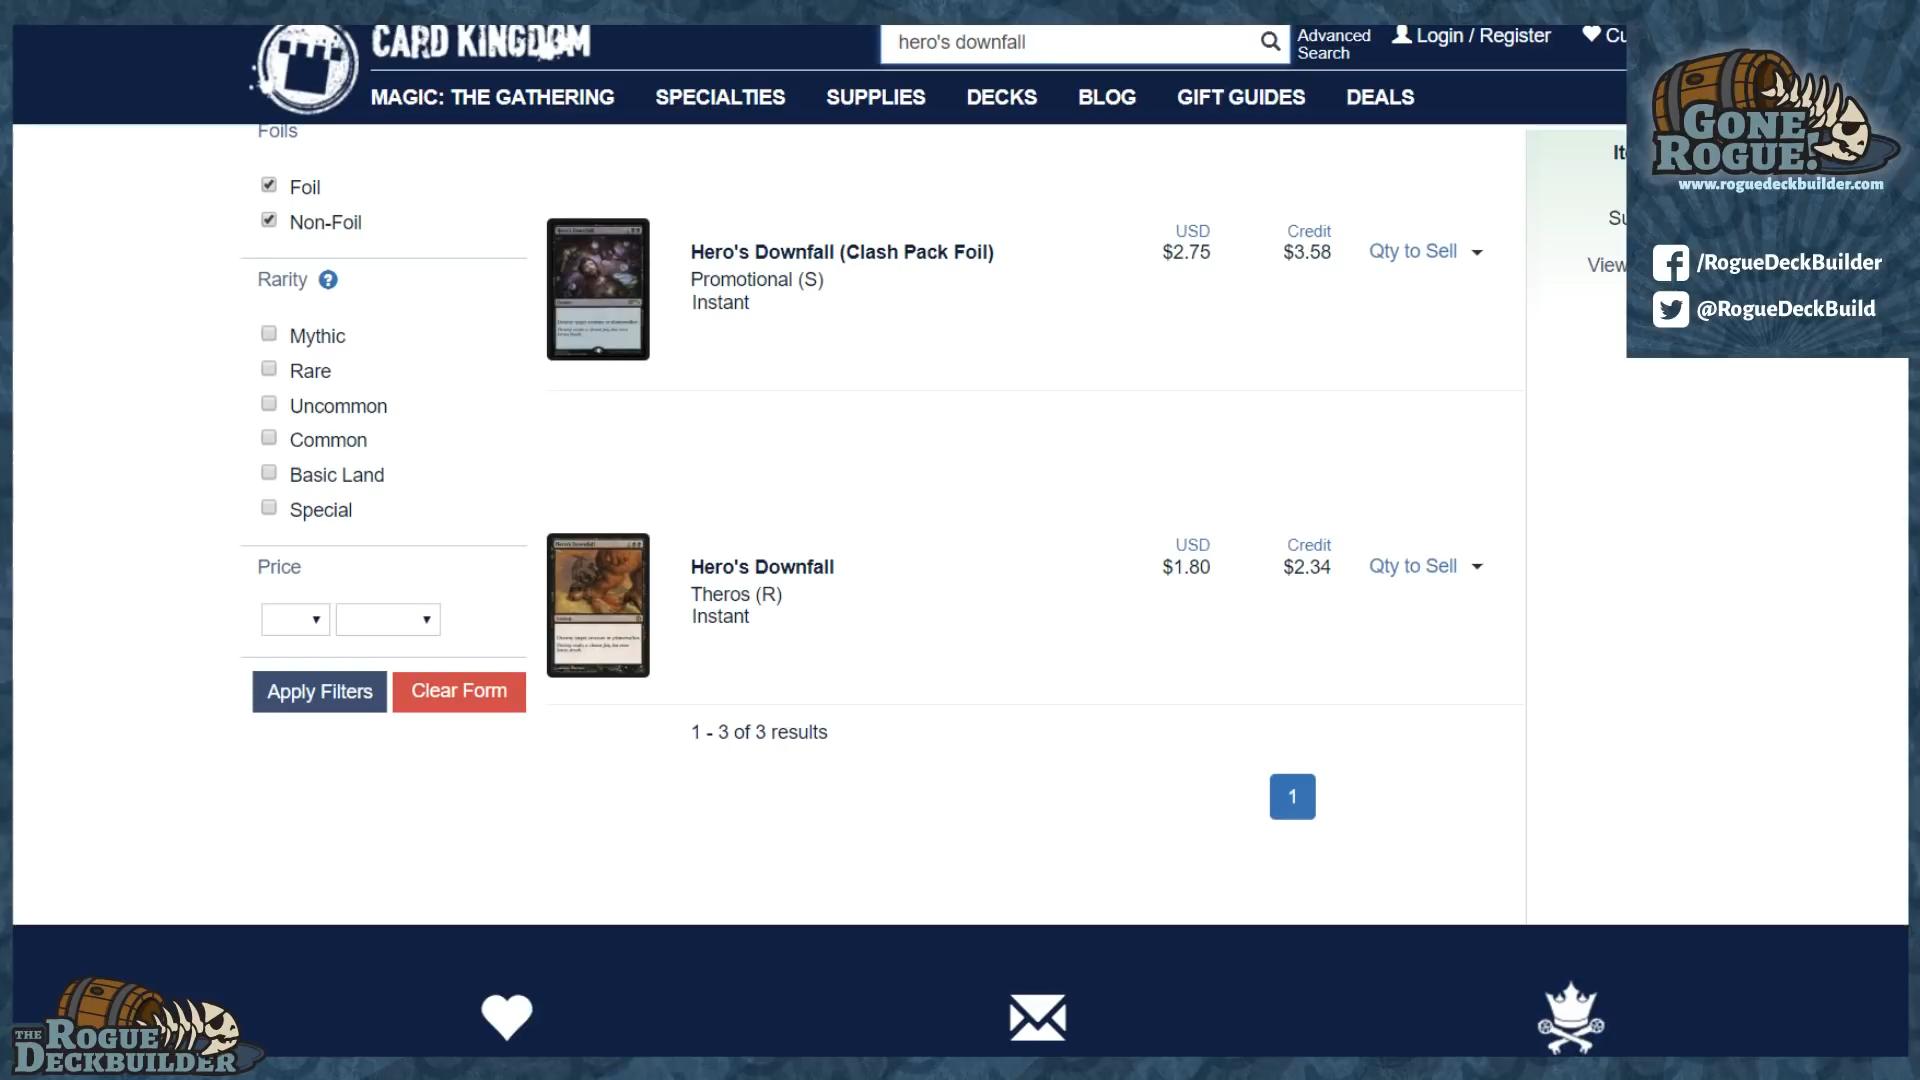 CARD KINGDOM
hero's downfall
Advanced
Search
Login / Register
Cu
MAGIC: THE GATHERING
SPECIALTIES
SUPPLIES
DECKS
BLOG
GIFT GUIDES
DEALS
GONE
ROGUE!
www.roguedeckbuilder.com
/RogueDeckBuilder
@RogueDeckBuild
Foils
Foil
Non-Foil
Rarity ?
Mythic
Rare
Uncommon
Common
Basic Land
Special
Price
Apply Filters
Clear Form
Hero's Downfall (Clash Pack Foil)
Promotional (S)
Instant
USD
$2.75
Credit
$3.58
Qty to Sell
Hero's Downfall
Theros (R)
Instant
USD
$1.80
Credit
$2.34
Qty to Sell
1 - 3 of 3 results
1
Ite
Su
View
THE ROGUE
DECKBUILDER